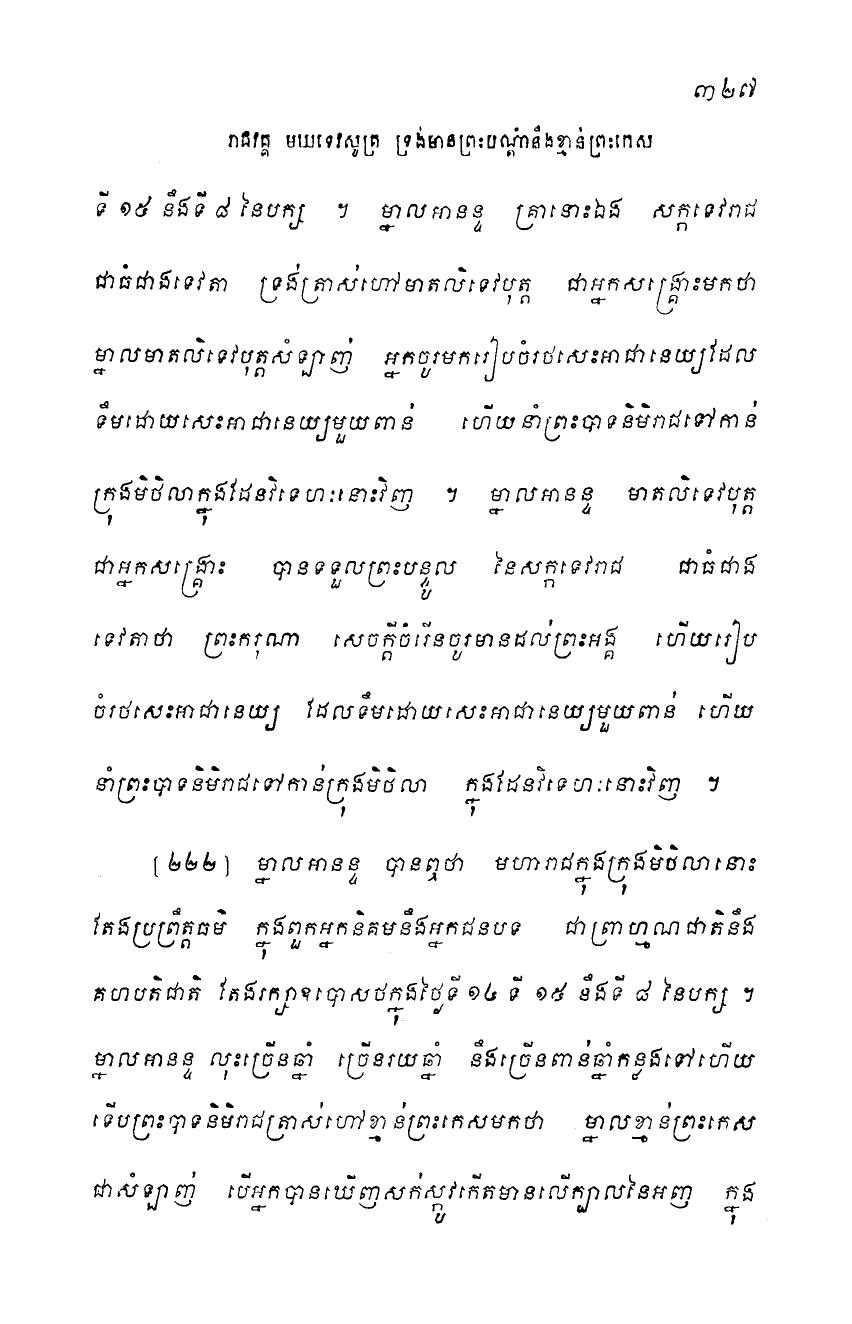 ៣២៧
រាជវគ្គ មឃទេវសូត្រ ទ្រង់មានព្រះបណ្តាំនឹងខ្មាន់ព្រះកេស
ទី ១៥ នឹងទី ៨ នៃបក្ស ។ ម្នាលអានន្ទ គ្រានោះឯង សក្កទេវរាជ
ជាធំជាងទេវតា ទ្រង់ត្រាស់ហៅមាតលិទេវបុត្ត ជាអ្នកសង្គ្រោះមកថា
ម្នាលមាតលិទេវបុត្តសំឡាញ់ អ្នកចូរមករៀបចំរថសេះអាជានេយ្យដែល
ទឹមដោយសេះអាជានេយ្យមួយពាន់ ហើយនាំព្រះបាទនិមិរាជទៅកាន់
ក្រុងមិថិលាក្នុងដែនវិទេហៈនោះវិញ ។ ម្នាលអានន្ទ មាតលិទេវបុត្ត
ជាអ្នកសង្គ្រោះ បានទទួលព្រះបន្ទូល នៃសក្កទេវរាជ ជាធំជាង
ទេវតាថា ព្រះករុណា សេចក្តីចំរើនចូរមានដល់ព្រះអង្គ ហើយរៀប
ចំរថសេះអាជានេយ្យ ដែលទឹមដោយសេះអាជានេយ្យមួយពាន់ ហើយ
នាំព្រះបាទនិមិរាជទៅកាន់ក្រុងមិថិលា ក្នុងដែនវិទេហៈនោះវិញ ។
[២២២] ម្នាលអានន្ទ បានឮថា មហារាជក្នុងក្រុងមិថិលានោះ
តែងប្រព្រឹត្តធម៌ ក្នុងពួកអ្នកនិគមនឹងអ្នកជនបទ ជាព្រាហ្មណជាតិនឹង
គហបតិជាតិ តែងរក្សាឧបោសថក្នុងថ្ងៃទី ១៤ ទី ១៥ នឹងទី ៨ នៃបក្ស ។
ម្នាលអានន្ទ លុះច្រើនឆ្នាំ ច្រើនរយឆ្នាំ នឹងច្រើនពាន់ឆ្នាំកន្លងទៅហើយ
ទើបព្រះបាទនិមិរាជត្រាស់ហៅខ្មាន់ព្រះកេសមកថា ម្នាលខ្មាន់ព្រះកេស
ជាសំឡាញ់ បើអ្នកបានឃើញសក់ស្កូវកើតមានលើក្បាលនៃអញ ក្នុង